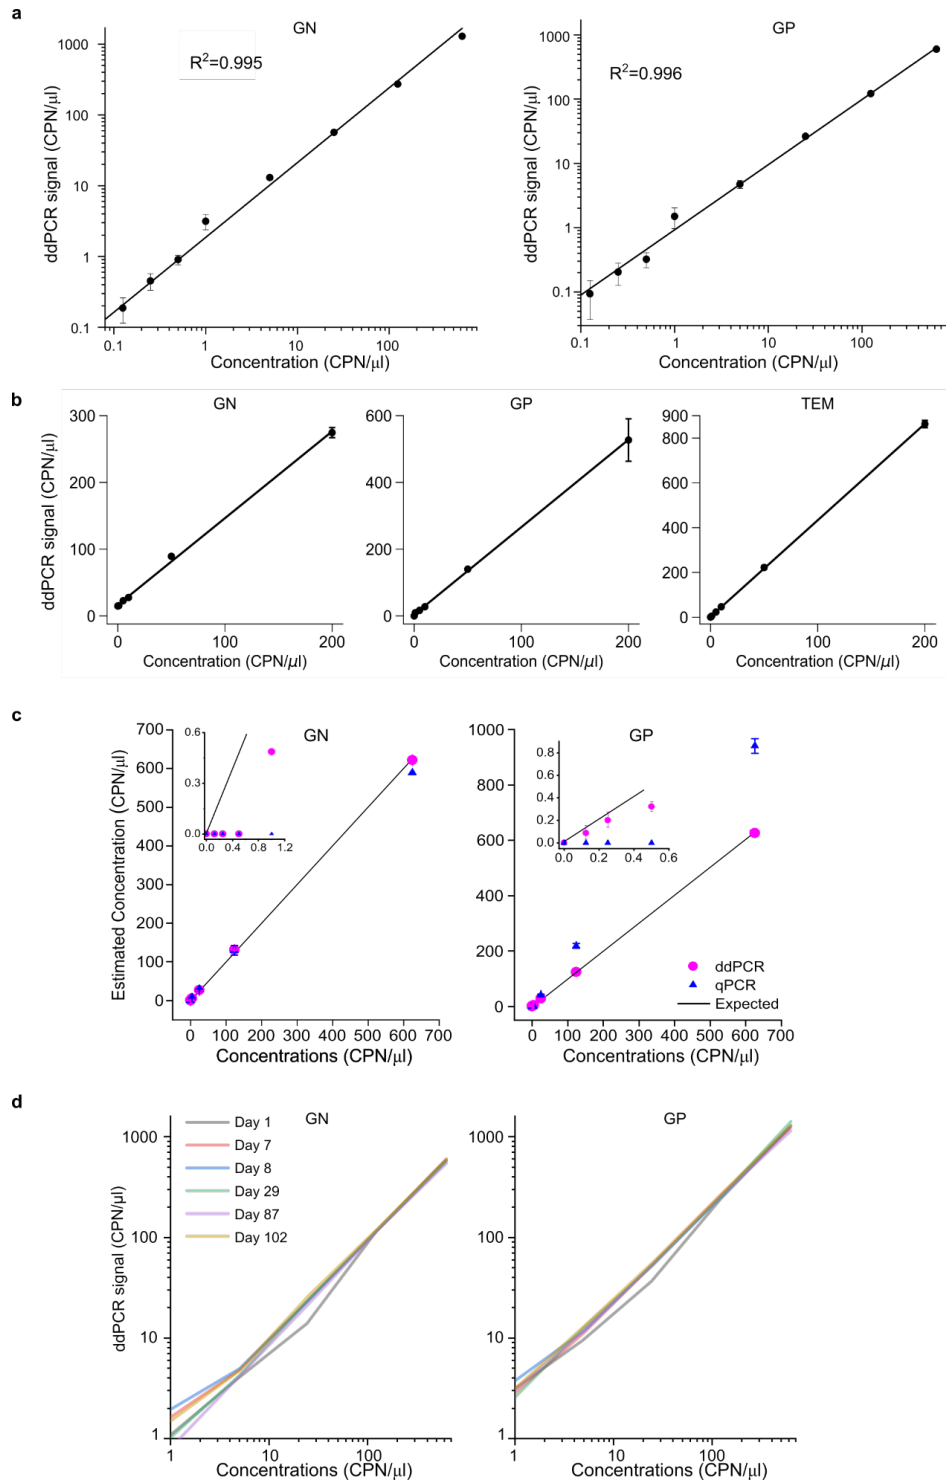 a
GN
R²=0.995
ddPCR signal (CPN/µl)
1000
100
10
1
0.1
0.1 1 10 100
Concentration (CPN/µl)
GP
R²=0.996
ddPCR signal (CPN/µl)
1000
100
10
1
0.1
0.1 1 10 100
Concentration (CPN/µl)
b
GN
ddPCR signal (CPN/µl)
300
200
100
0
0 100 200
Concentration (CPN/µl)
GP
600
400
200
0
0 100 200
Concentration (CPN/µl)
TEM
900
800
600
400
200
0
0 100 200
Concentration (CPN/µl)
c
GN
Estimated Concentration (CPN/µl)
700
600
500
400
300
200
100
0
0.6
0.3
0.0
0.0 0.4 0.8 1.2
0 100 200 300 400 500 600 700
Concentrations (CPN/µl)
GP
1000
800
600
400
200
0
0.8
0.6
0.4
0.2
0.0
0.0 0.2 0.4 0.6
ddPCR
qPCR
Expected
0 100 200 300 400 500 600 700
Concentrations (CPN/µl)
d
GN
Day 1
Day 7
Day 8
Day 29
Day 87
Day 102
ddPCR signal (CPN/µl)
1000
100
10
1
1 10 100
Concentrations (CPN/µl)
GP
1000
100
10
1
1 10 100
Concentrations (CPN/µl)